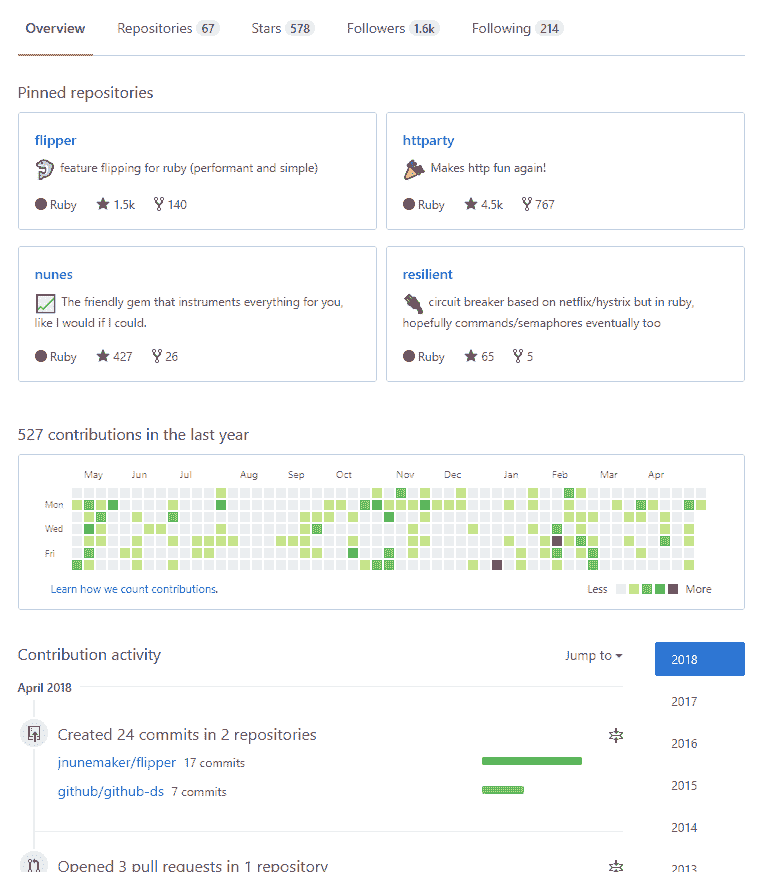 Overview Repositories 67 Stars 578 Followers 1.6k Following 214
Pinned repositories
flipper
feature flipping for ruby (performant and simple)
Ruby 1.5k 140
httparty
Makes http fun again!
Ruby 4.5k 767
nunes
The friendly gem that instruments everything for you,
like I would if I could.
Ruby 427 26
resilient
circuit breaker based on netflix/hystrix but in ruby,
hopefully commands/semaphores eventually too
Ruby 65 5
527 contributions in the last year
May Jun Jul Aug Sep Oct Nov Dec Jan Feb Mar Apr
Mon
Wed
Fri
Learn how we count contributions.
Less More
Contribution activity
Jump to
April 2018
Created 24 commits in 2 repositories
jnunemaker/flipper 17 commits
github/github-ds 7 commits
Opened 3 pull requests in 1 repository
2018
2017
2016
2015
2014
2013